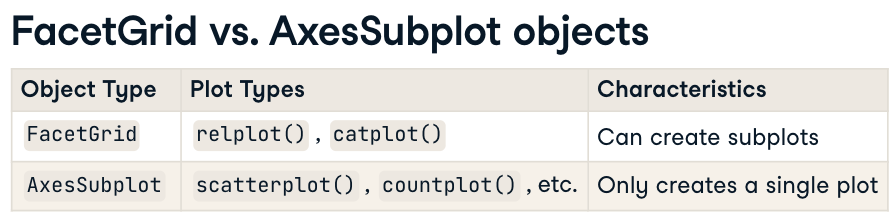 FacetGrid vs. AxesSubplot objects
Object Type Plot Types Characteristics
FacetGrid relplot() , catplot() Can create subplots
AxesSubplot scatterplot() , countplot() , etc. Only creates a single plot